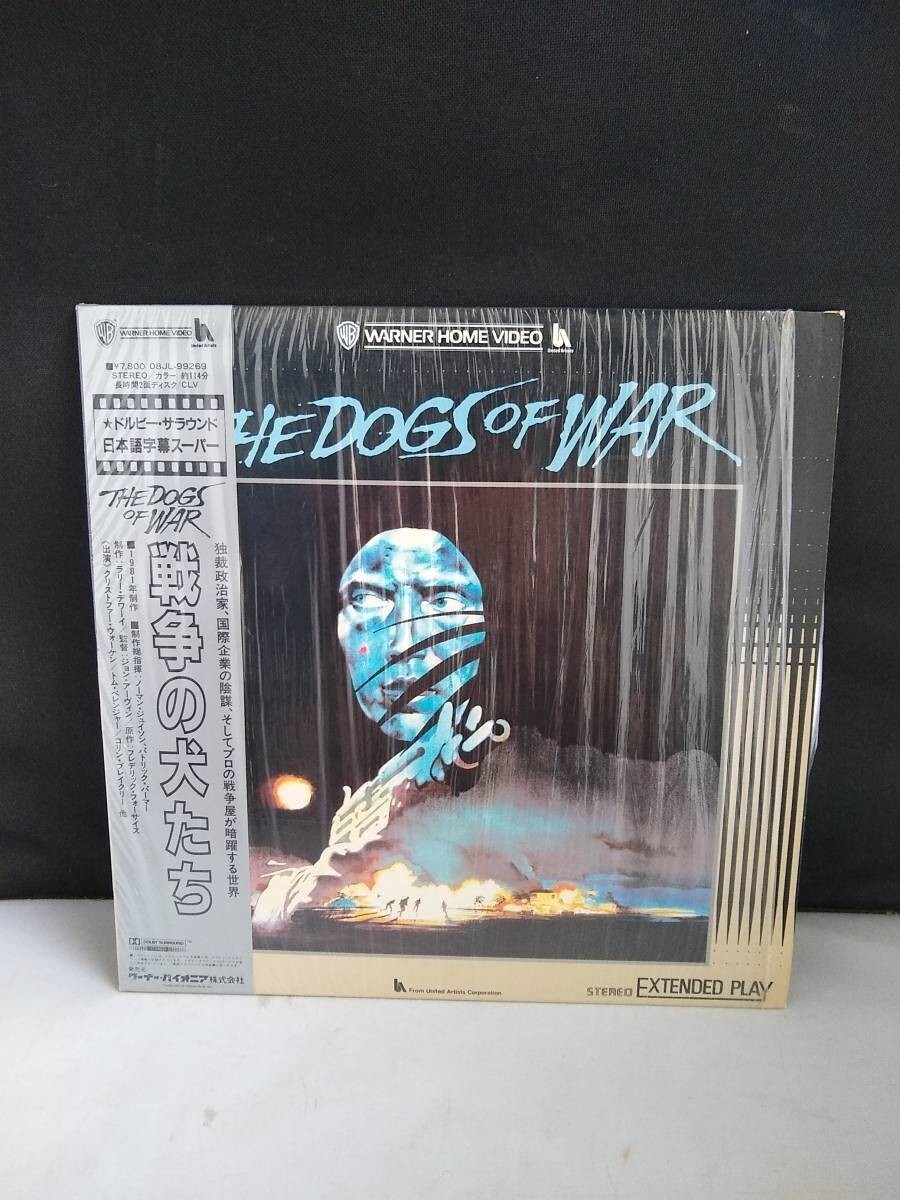 WB WARNER HOME VIDEO
United Artists
■¥7,800 08JL-99269
STEREO/カラー 約114分
長時間2面ディスク/CLV
★ドルビー・サラウンド
日本語字幕スーパー
THE DOGS
OF WAR
戦争の犬たち
独裁政治家、国際企業の陰謀、そしてプロの戦争屋が暗躍する世界
■1981年制作 ■制作総指揮:ノーマン・ジュイソン、パトリック・パーマー
制作:ラリー・デワーイ/監督:ジョン・アーヴィン/原作:フレデリック・フォーサイス
《出演》クリストファー・ウォーケン/トム・ベレンジャー/コリン・ブレイクリー 他
DOLBY SURROUND
発売元
ワーナー・パイオニア株式会社
WB WARNER HOME VIDEO
United Artists
THE DOGS OF WAR
From United Artists Corporation
STEREO EXTENDED PLAY